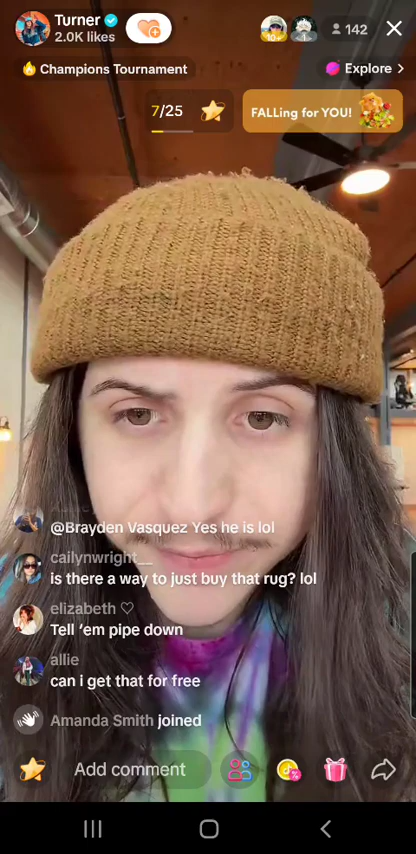 Turner
2.0K likes
10+
142
Champions Tournament
Explore >
7/25
FALLing for YOU!
@Brayden Vasquez Yes he is lol
cailynwright__
is there a way to just buy that rug? lol
elizabeth ♡
Tell ‘em pipe down
allie
can i get that for free
Amanda Smith joined
Add comment